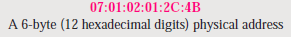 07:01:02:01:2C:4B
A 6-byte (12 hexadecimal digits) physical address